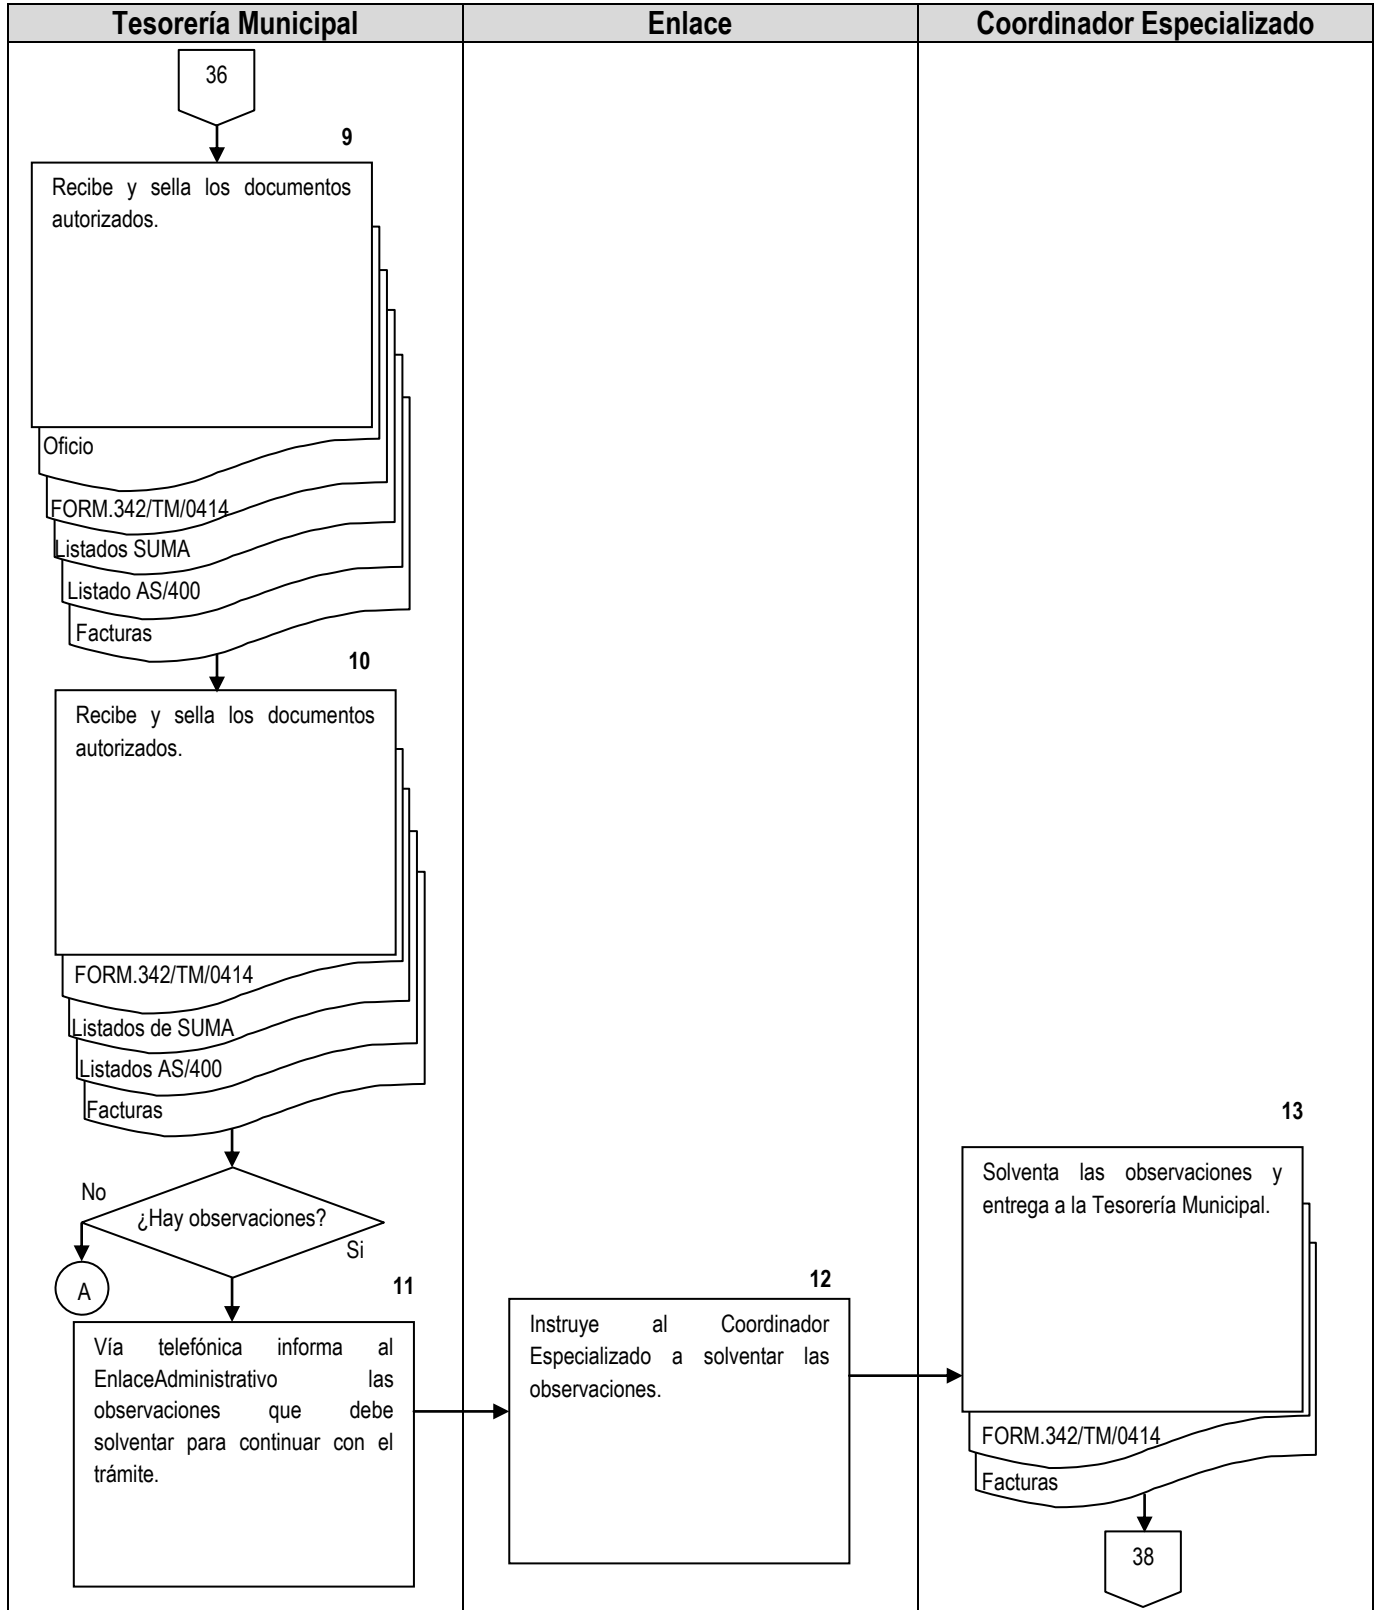 Tesorería Municipal
Enlace
Coordinador Especializado
36
9
Recibe y sella los documentos
autorizados.
Oficio
FORM.342/TM/0414
Listados SUMA
Listado AS/400
Facturas
10
Recibe y sella los documentos
autorizados.
FORM.342/TM/0414
Listados de SUMA
Listados AS/400
Facturas
No
¿Hay observaciones?
Si
A
11
Vía telefónica informa al
EnlaceAdministrativo las
observaciones que debe
solventar para continuar con el
trámite.
12
Instruye al Coordinador
Especializado a solventar las
observaciones.
13
Solventa las observaciones y
entrega a la Tesorería Municipal.
FORM.342/TM/0414
Facturas
38